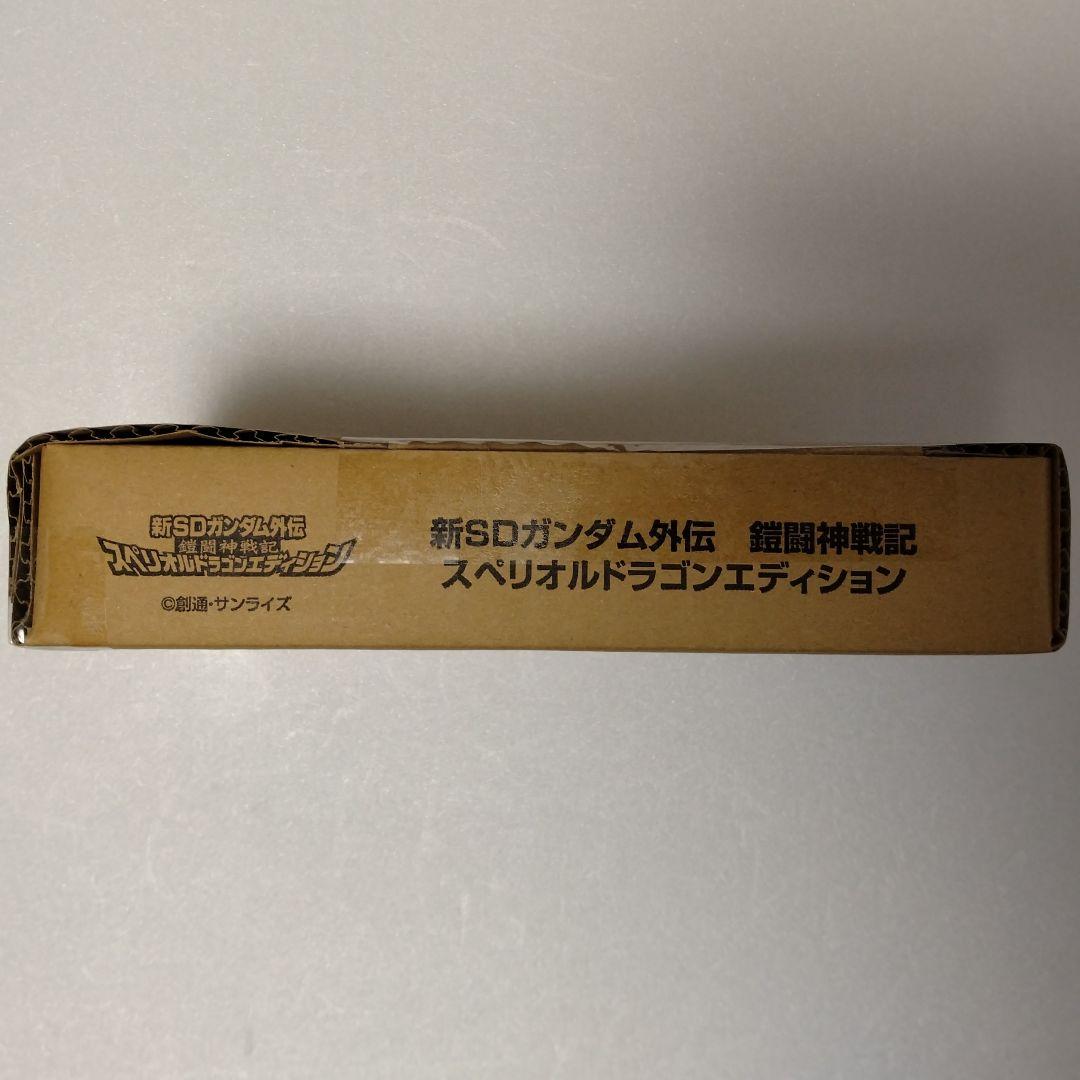 新SDガンダム外伝
鎧闘神戦記
スペリオルドラゴンエディション
©創通・サンライズ
新SDガンダム外伝　鎧闘神戦記
スペリオルドラゴンエディション